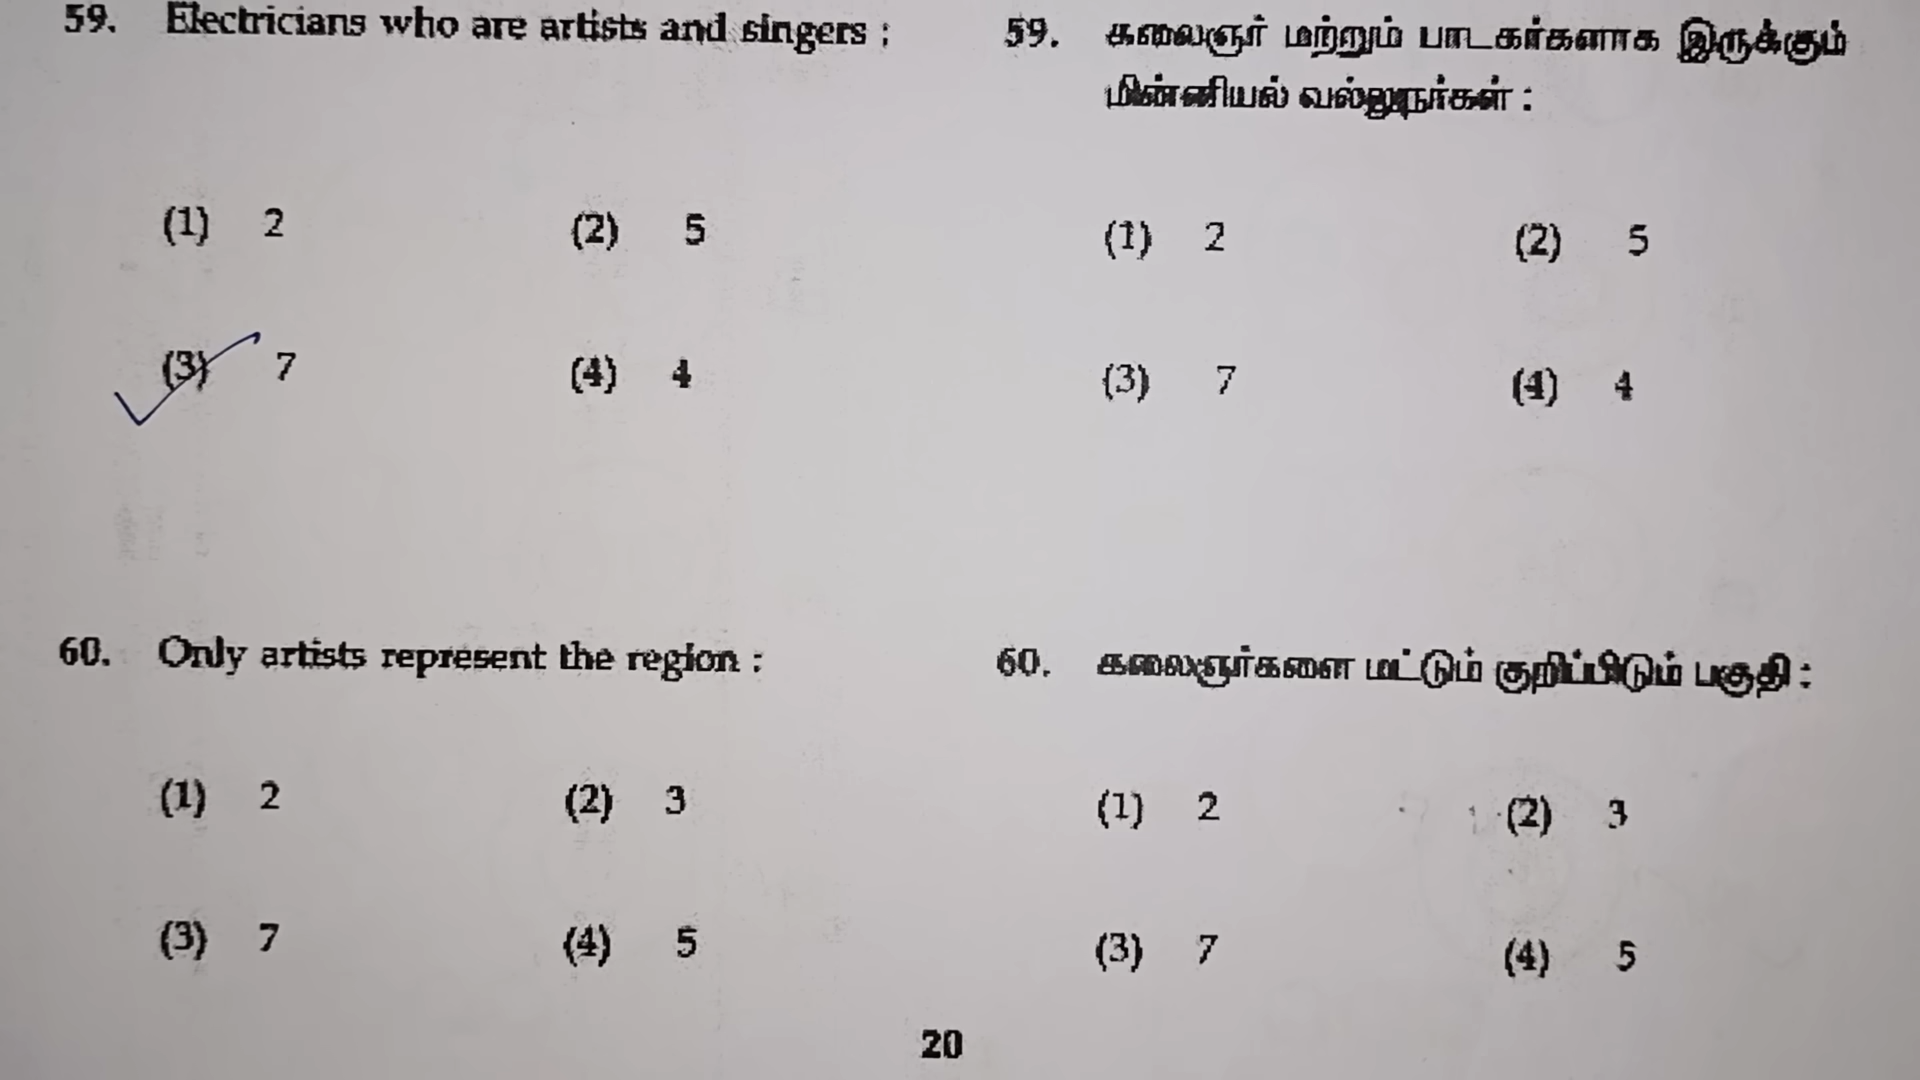 59. Electricians who are artists and singers :
(1) 2 (2) 5
(3) 7 (4) 4
60. Only artists represent the region :
(1) 2 (2) 3
(3) 7 (4) 5
59. கலைஞர் மற்றும் பாடகர்களாக இருக்கும்
மின்னியல் வல்லுநர்கள் :
(1) 2 (2) 5
(3) 7 (4) 4
60. கலைஞர்களை மட்டும் குறிப்பிடும் பகுதி :
(1) 2 (2) 3
(3) 7 (4) 5
20